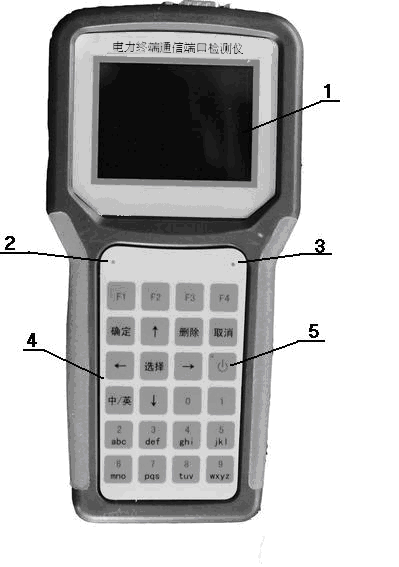 电力终端通信端口检测仪
1
2
3
F1 F2 F3 F4
确定 ↑ 删除 取消
4
5
← 选择 →
中/英 ↓ 0 1
2 3 4 5
abc def ghi jkl
6 7 8 9
mno pqs tuv wxyz